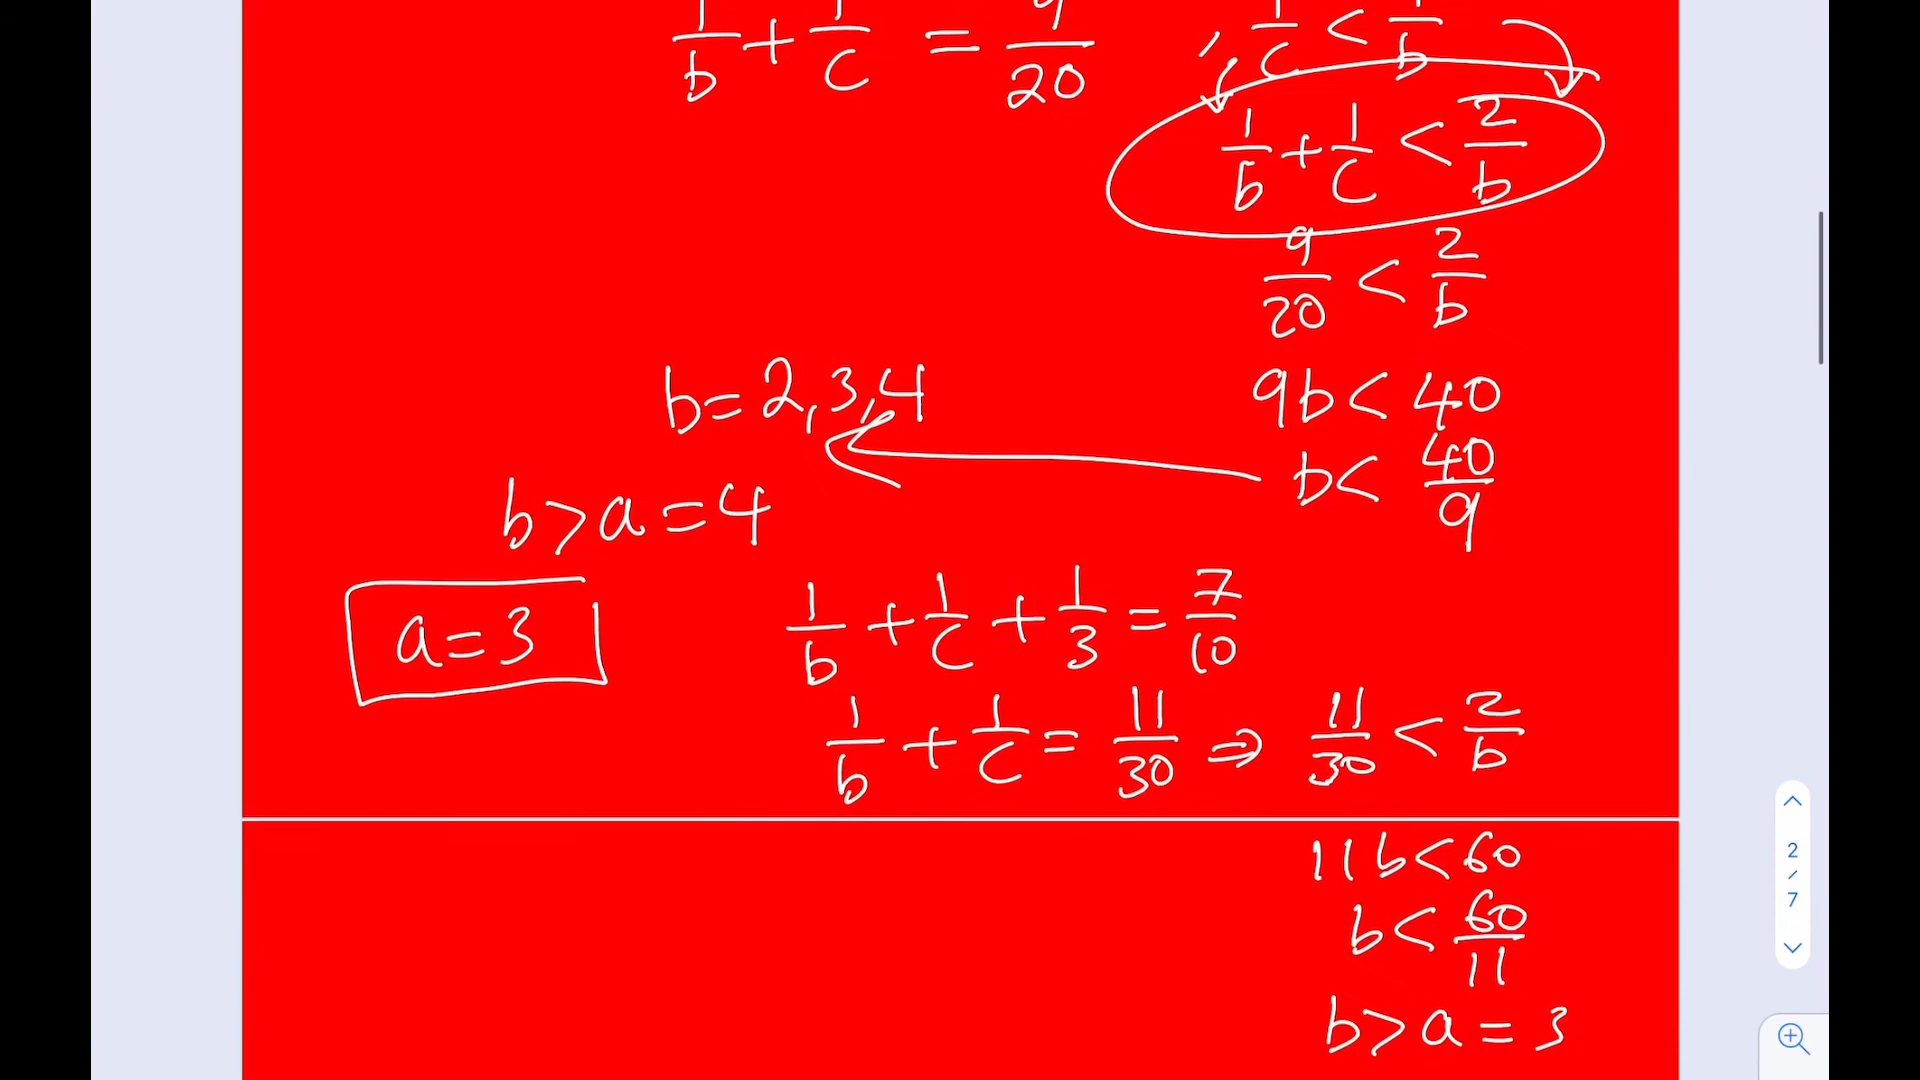 1/b + 1/c = 9/20 , 1/c < 1/b
1/b + 1/c < 2/b
9/20 < 2/b
b = 2, 3, 4
9b < 40
b < 40/9
b > a = 4
a = 3
1/b + 1/c + 1/3 = 7/10
1/b + 1/c = 11/30 ⇒ 11/30 < 2/b
11b < 60
b < 60/11
b > a = 3
2
/
7